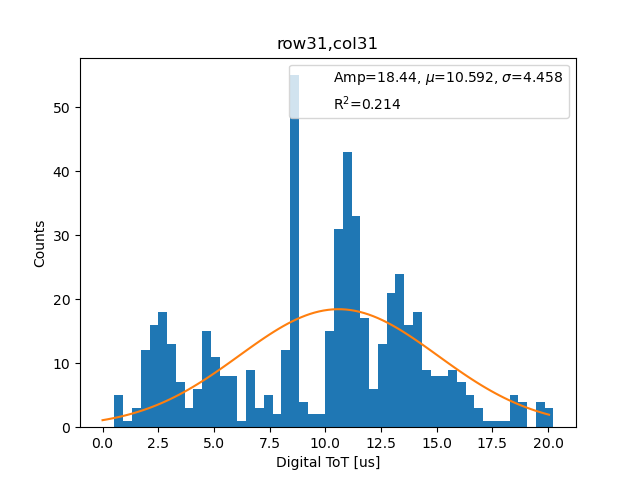 row31,col31
Amp=18.44, μ=10.592, σ=4.458
R²=0.214
Counts
50
40
30
20
10
0
0.0 2.5 5.0 7.5 10.0 12.5 15.0 17.5 20.0
Digital ToT [us]